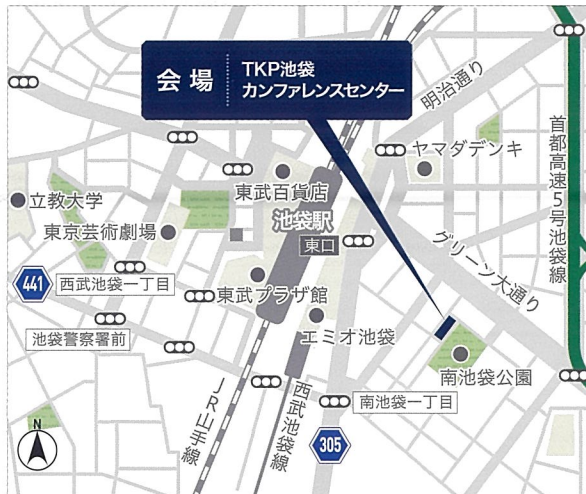 会場
TKP池袋
カンファレンスセンター
明治通り
首都高速5号池袋線
ヤマダデンキ
東武百貨店
立教大学
池袋駅
東京芸術劇場
東口
グリーン大通り
441
西武池袋一丁目
東武プラザ館
エミオ池袋
池袋警察署前
南池袋公園
JR山手線
西武池袋線
南池袋一丁目
305
N